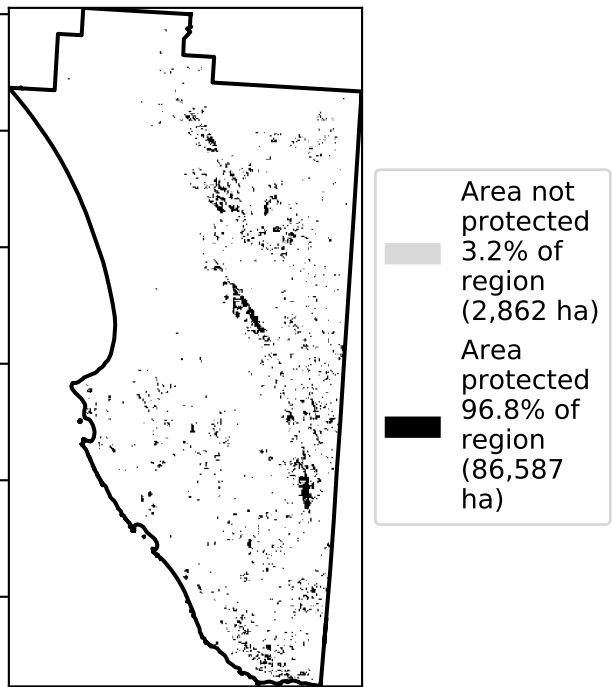 Area not
protected
3.2% of
region
(2,862 ha)
Area
protected
96.8% of
region
(86,587
ha)